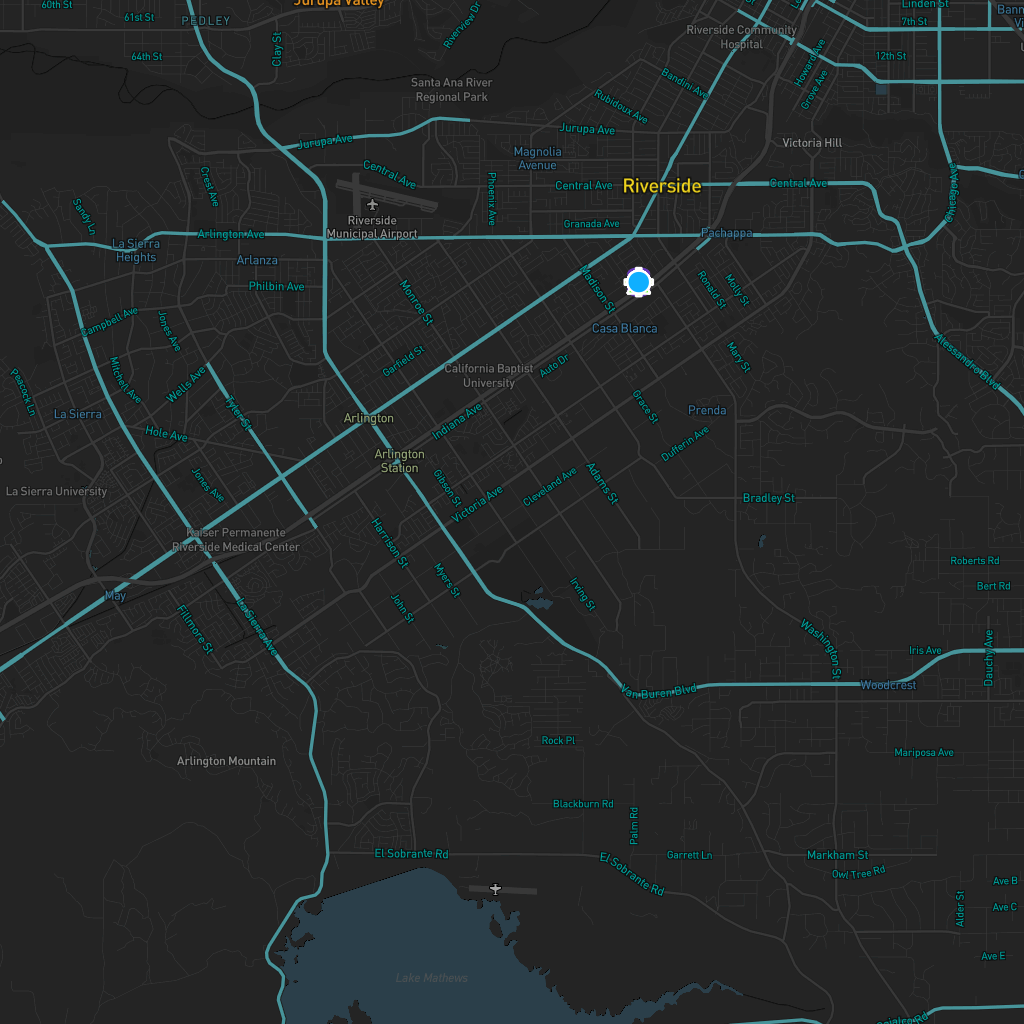 Jurupa Valley
60th St
61st St
PEDLEY
Clay St
Riverview Dr
64th St
Linden St
7th St
Riverside Community
Hospital
12th St
Howard Ave
Grove Ave
Bandini Ave
Santa Ana River
Regional Park
Rubidoux Ave
Jurupa Ave
Jurupa Ave
Victoria Hill
Magnolia
Avenue
Central Ave
Central Ave
Riverside
Central Ave
Chicago Ave
Crest Ave
Phoenix Ave
Sandy Ln
Riverside
Municipal Airport
Granada Ave
Pachappa
Arlington Ave
La Sierra
Heights
Arlanza
Philbin Ave
Monroe St
Madison St
Ronald St
Molly St
Casa Blanca
Campbell Ave
Jones Ave
Mary St
Alessandro Blvd
Garfield St
California Baptist
University
Auto Dr
Mitchell Ave
Wells Ave
Peacock Ln
Tyler St
La Sierra
Arlington
Indiana Ave
Grace St
Prenda
Hole Ave
Dufferin Ave
Arlington
Station
Jones Ave
Gibson St
Victoria Ave
Cleveland Ave
Adams St
La Sierra University
Bradley St
Kaiser Permanente
Riverside Medical Center
Harrison St
Myers St
Irving St
Roberts Rd
Bert Rd
May
John St
Fillmore St
La Sierra Ave
Washington St
Iris Ave
Dauchy Ave
Van Buren Blvd
Woodcrest
Rock Pl
Mariposa Ave
Arlington Mountain
Blackburn Rd
Palm Rd
El Sobrante Rd
El Sobrante Rd
Garrett Ln
Markham St
Owl Tree Rd
Ave B
Alder St
Ave C
Ave E
Lake Mathews